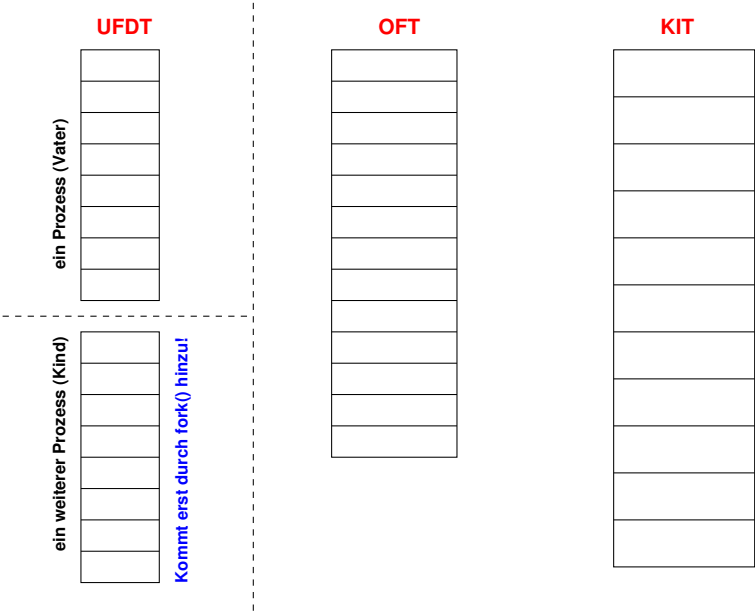 UFDT
OFT
KIT
ein Prozess (Vater)
ein weiterer Prozess (Kind)
Kommt erst durch fork() hinzu!